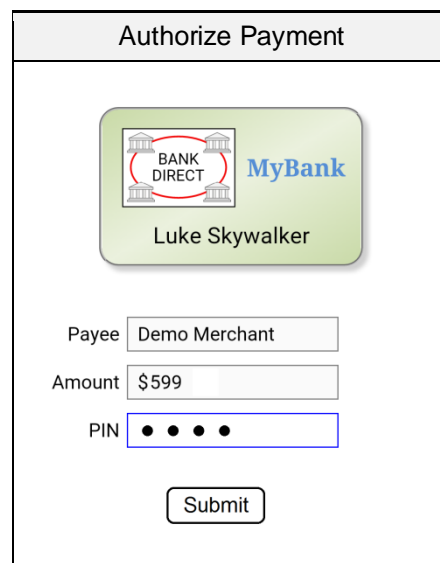 Authorize Payment
BANK
DIRECT
MyBank
Luke Skywalker
Payee Demo Merchant
Amount $599
PIN ● ● ● ●
Submit